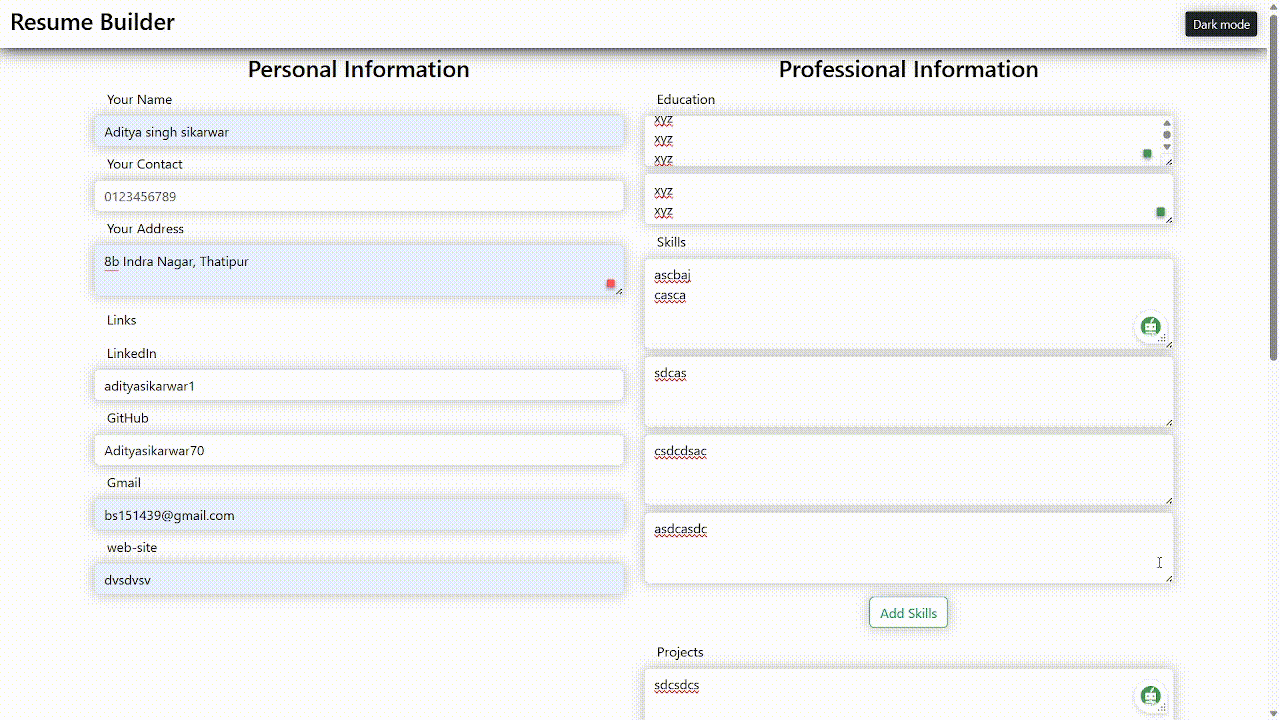 Resume Builder
Dark mode
Personal Information
Your Name
Aditya singh sikarwar
Your Contact
0123456789
Your Address
8b Indra Nagar, Thatipur
Links
LinkedIn
adityasikarwar1
GitHub
Adityasikarwar70
Gmail
bs151439@gmail.com
web-site
dvsdvsv
Professional Information
Education
xyz
xyz
xyz
xyz
xyz
Skills
ascbaj
casca
sdcas
csdcdsac
asdcasdc
Add Skills
Projects
sdcsdcs